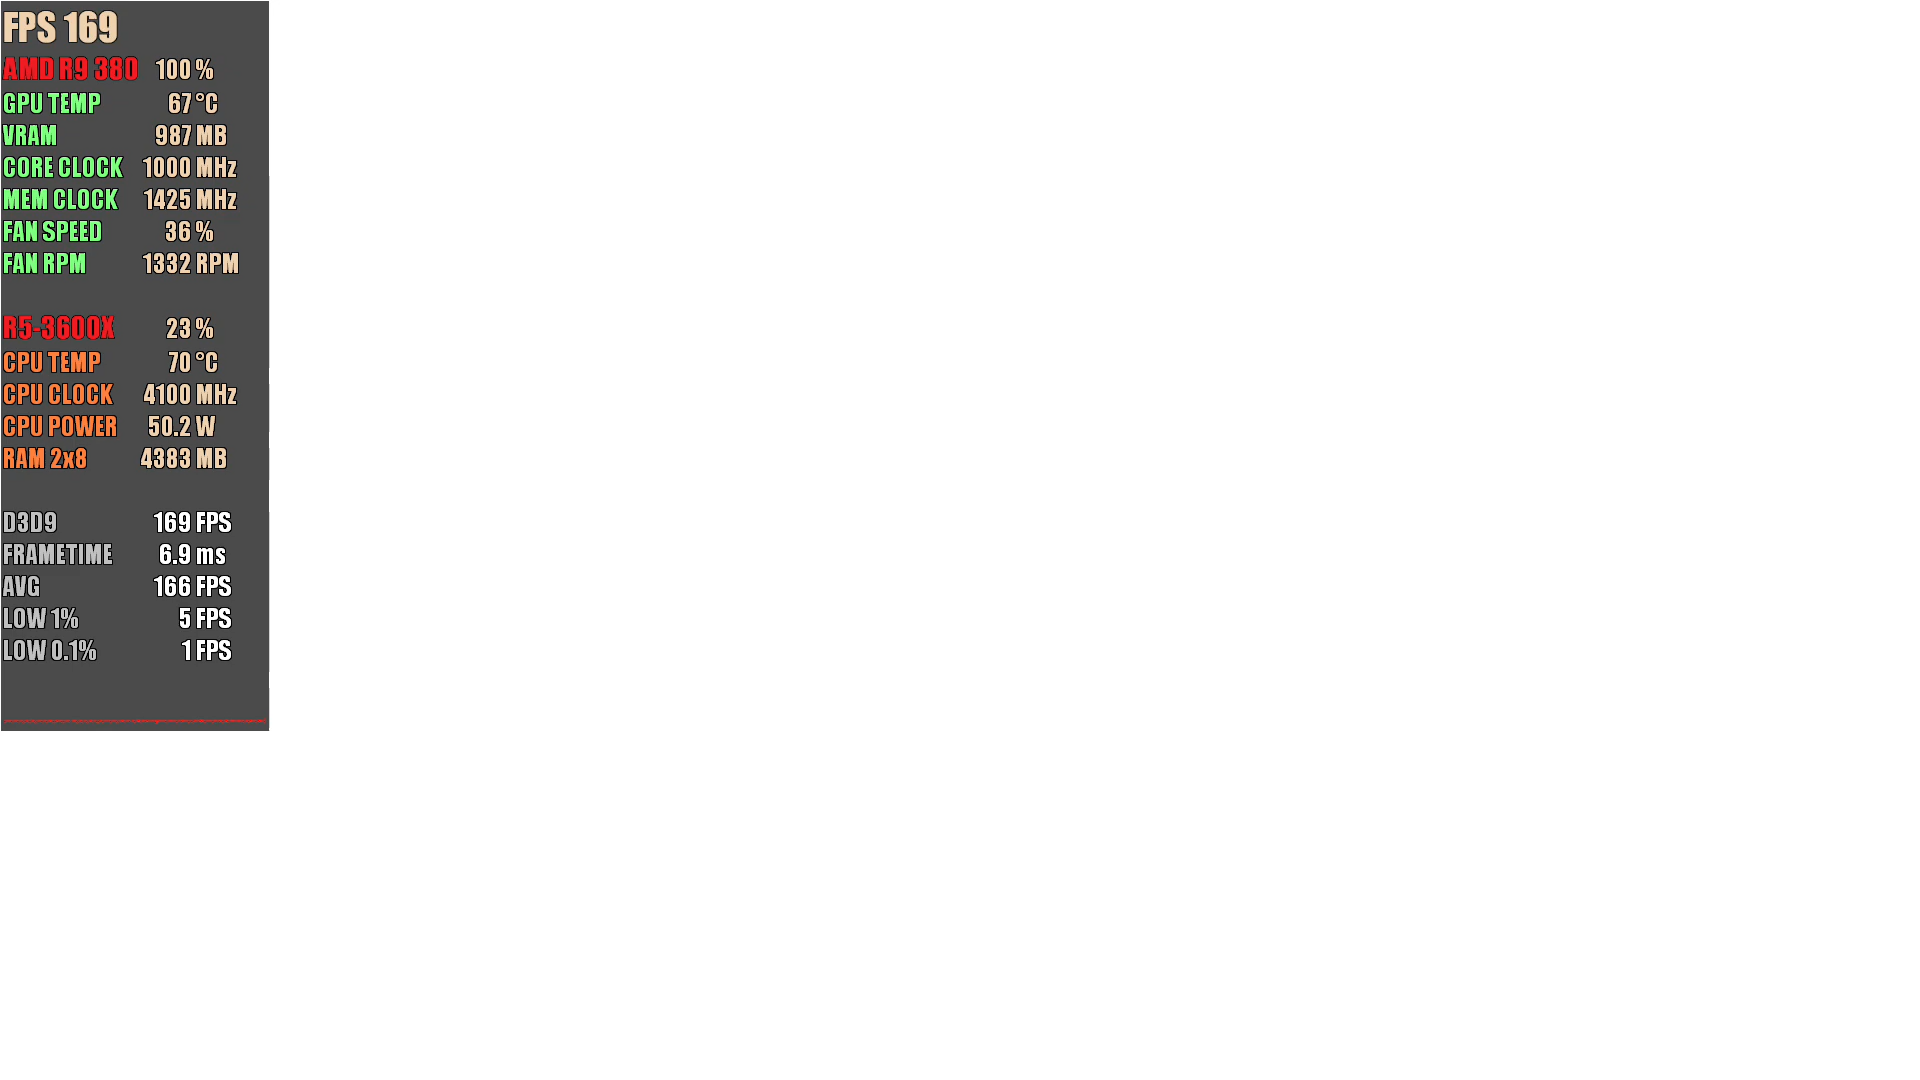 FPS 169
AMD R9 380 100 %
GPU TEMP 67 °C
VRAM 987 MB
CORE CLOCK 1000 MHz
MEM CLOCK 1425 MHz
FAN SPEED 36 %
FAN RPM 1332 RPM
R5-3600X 23 %
CPU TEMP 70 °C
CPU CLOCK 4100 MHz
CPU POWER 50.2 W
RAM 2x8 4383 MB
D3D9 169 FPS
FRAMETIME 6.9 ms
AVG 166 FPS
LOW 1% 5 FPS
LOW 0.1% 1 FPS